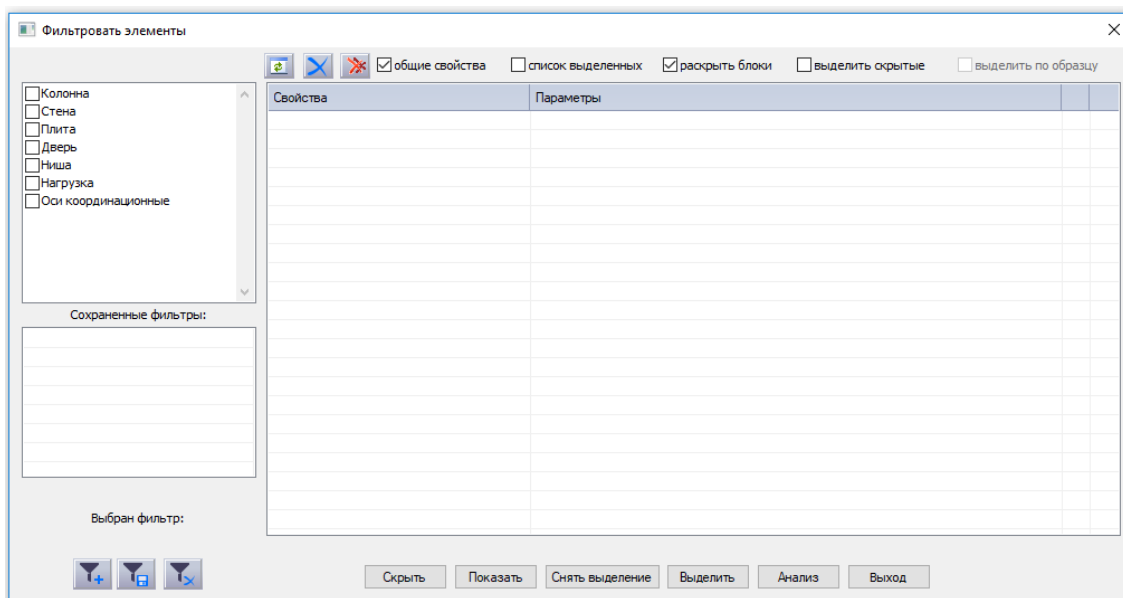 Фильтровать элементы
общие свойства список выделенных раскрыть блоки выделить скрытые выделить по образцу
Колонна
Стена
Плита
Дверь
Ниша
Нагрузка
Оси координационные
Сохраненные фильтры:
Выбран фильтр:
Свойства Параметры
Скрыть Показать Снять выделение Выделить Анализ Выход